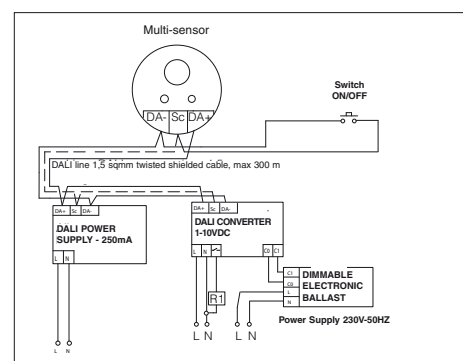 Multi-sensor
DA- Sc DA+
Switch
ON/OFF
DALI line 1,5 sqmm twisted shielded cable, max 300 m
DA+ Sc DA-
DALI POWER
SUPPLY - 250mA
L N
L N
DA+ Sc DA-
DALI CONVERTER
1-10VDC
L N C0 C1
R1
L N
C1
C0
L
N
DIMMABLE
ELECTRONIC
BALLAST
L N
Power Supply 230V-50HZ